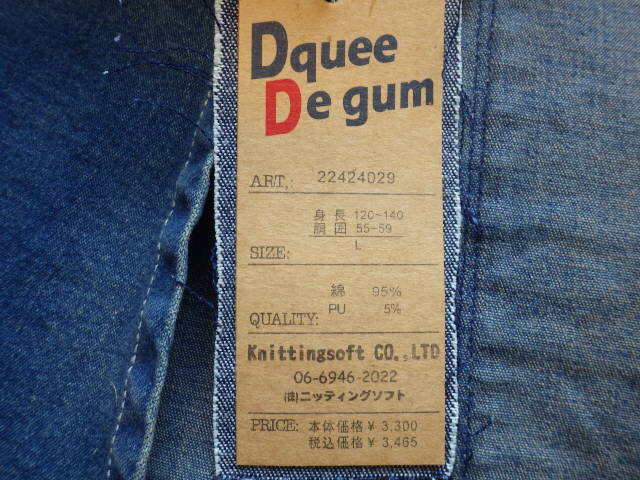 Dquee
De gum
ART,: 22424029
身長 120-140
胴囲 55-59
SIZE: L
綿 95%
PU 5%
QUALITY:
Knittingsoft CO.,LTD
06-6946-2022
㈱ニッティングソフト
PRICE: 本体価格 ¥ 3,300
税込価格 ¥ 3,465